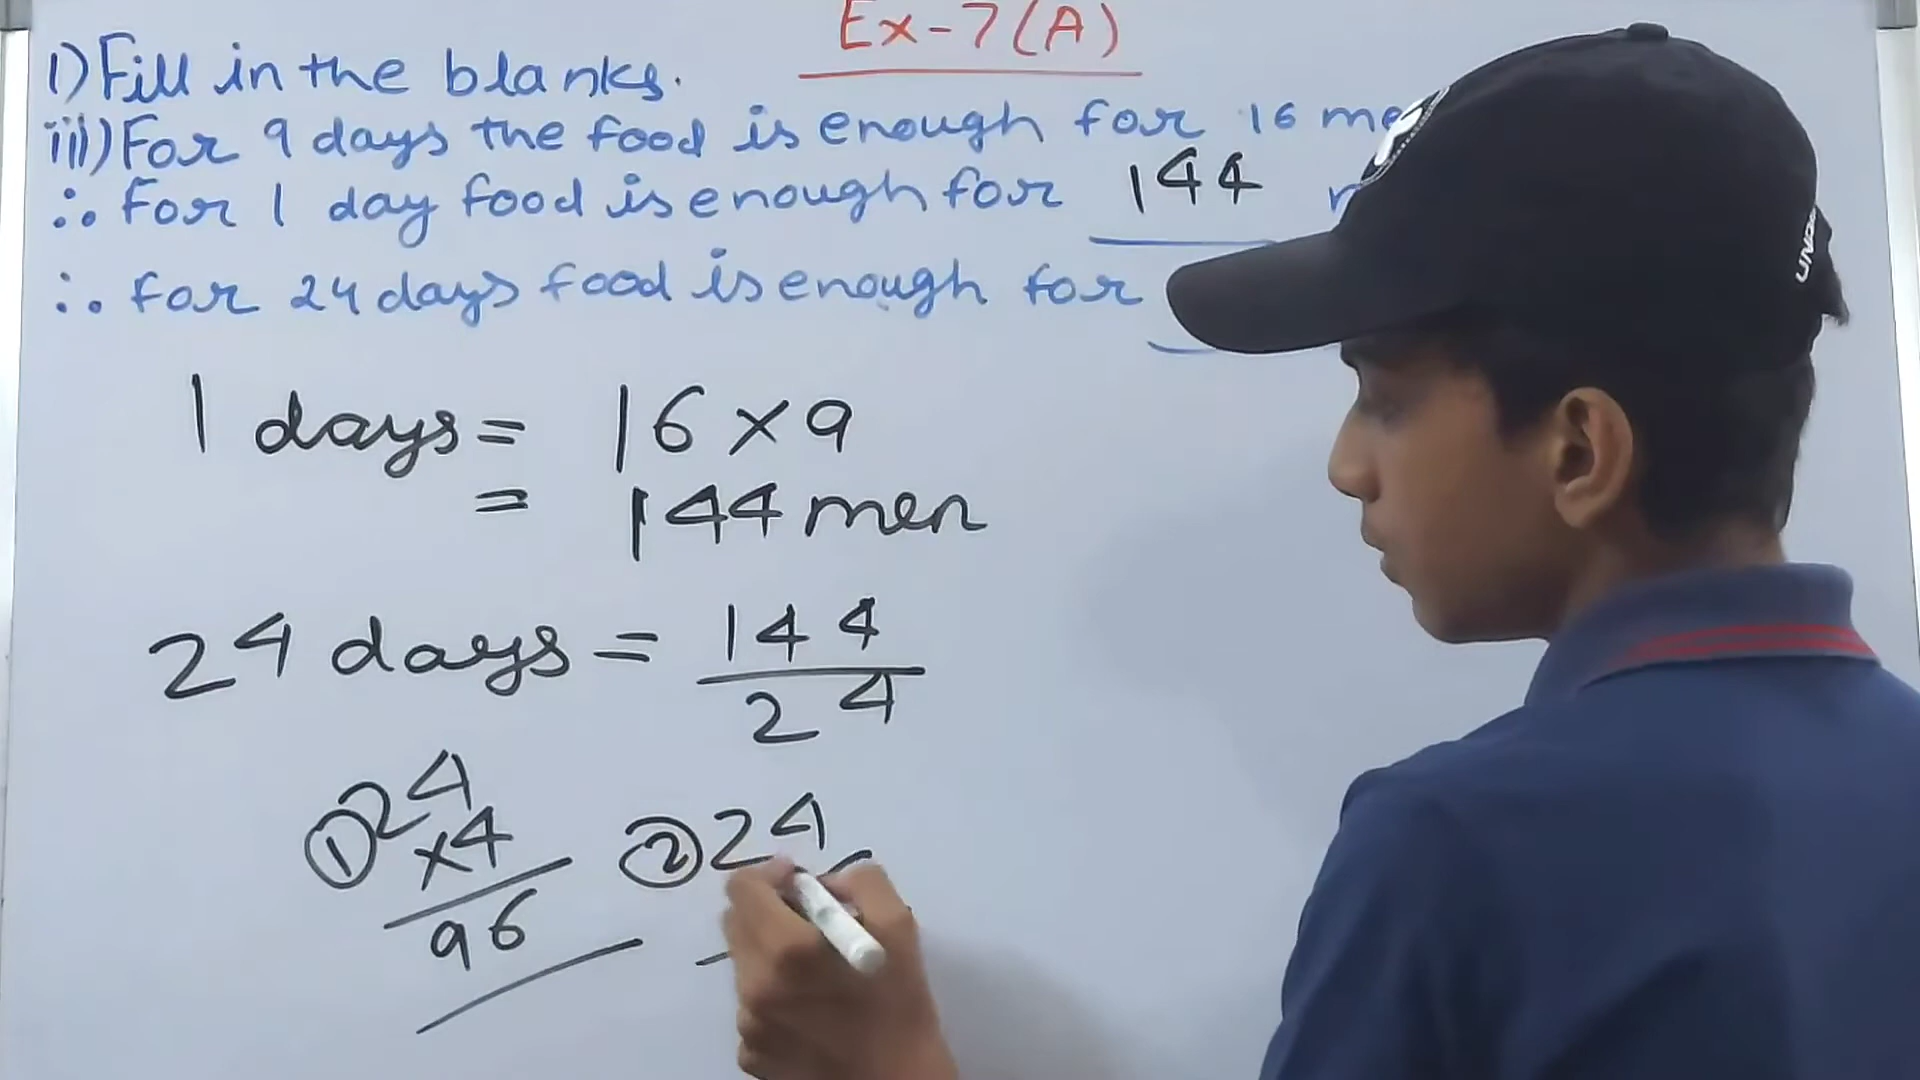 Ex-7(A)
1) Fill in the blanks.
iii) For 9 days the food is enough for 16
∴ For 1 day food is enough for 144
∴ for 24 days food is enough for
1 days = 16 × 9
= 144 men
24 days = 144
24
① 24
×4
96
② 24